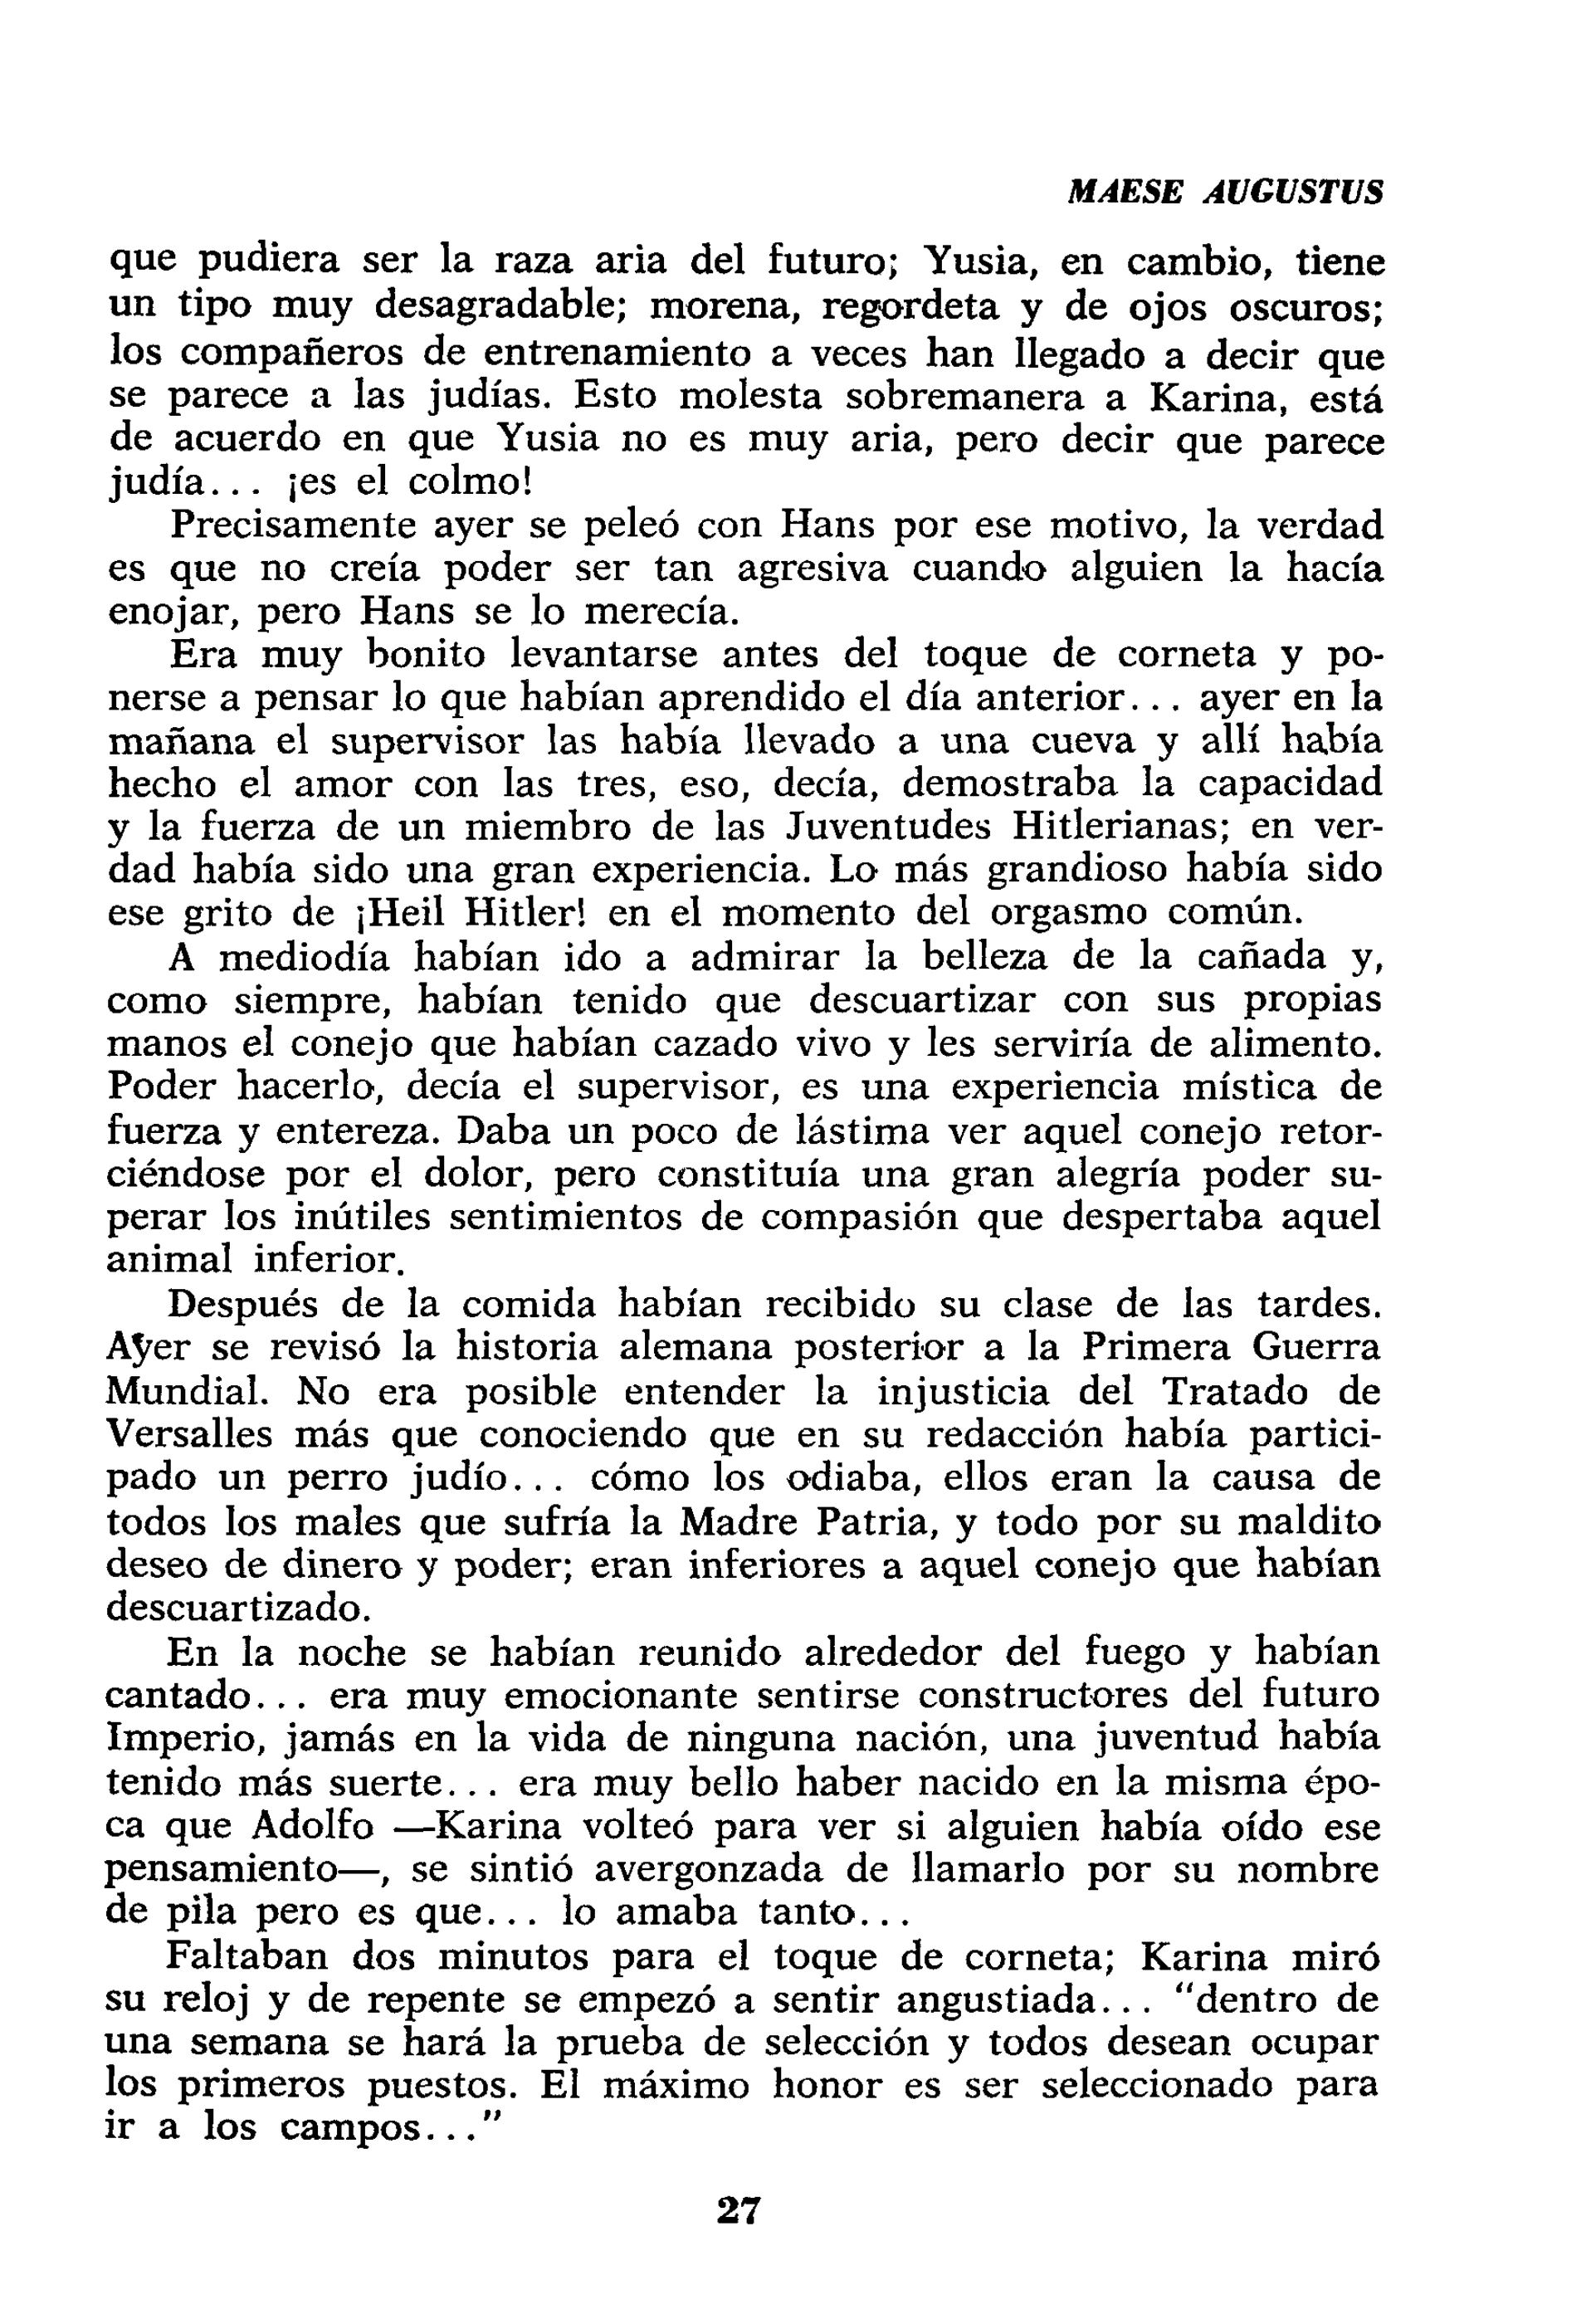 MAESE AUGUSTUS
que pudiera ser la raza aria del futuro; Yusia, en cambio, tiene
un tipo muy desagradable; morena, regordeta y de ojos oscuros;
los compañeros de entrenamiento a veces han llegado a decir que
se parece a las judías. Esto molesta sobremanera a Karina, está
de acuerdo en que Yusia no es muy aria, pero decir que parece
judía... ¡es el colmo!
Precisamente ayer se peleó con Hans por ese motivo, la verdad
es que no creía poder ser tan agresiva cuando alguien la hacía
enojar, pero Hans se lo merecía.
Era muy bonito levantarse antes del toque de corneta y po-
nerse a pensar lo que habían aprendido el día anterior... ayer en la
mañana el supervisor las había llevado a una cueva y allí había
hecho el amor con las tres, eso, decía, demostraba la capacidad
y la fuerza de un miembro de las Juventudes Hitlerianas; en ver-
dad había sido una gran experiencia. Lo más grandioso había sido
ese grito de ¡Heil Hitler! en el momento del orgasmo común.
A mediodía habían ido a admirar la belleza de la cañada y,
como siempre, habían tenido que descuartizar con sus propias
manos el conejo que habían cazado vivo y les serviría de alimento.
Poder hacerlo, decía el supervisor, es una experiencia mística de
fuerza y entereza. Daba un poco de lástima ver aquel conejo retor-
ciéndose por el dolor, pero constituía una gran alegría poder su-
perar los inútiles sentimientos de compasión que despertaba aquel
animal inferior.
Después de la comida habían recibido su clase de las tardes.
Ayer se revisó la historia alemana posterior a la Primera Guerra
Mundial. No era posible entender la injusticia del Tratado de
Versalles más que conociendo que en su redacción había partici-
pado un perro judío... cómo los odiaba, ellos eran la causa de
todos los males que sufría la Madre Patria, y todo por su maldito
deseo de dinero y poder; eran inferiores a aquel conejo que habían
descuartizado.
En la noche se habían reunido alrededor del fuego y habían
cantado... era muy emocionante sentirse constructores del futuro
Imperio, jamás en la vida de ninguna nación, una juventud había
tenido más suerte... era muy bello haber nacido en la misma épo-
ca que Adolfo —Karina volteó para ver si alguien había oído ese
pensamiento—, se sintió avergonzada de llamarlo por su nombre
de pila pero es que... lo amaba tanto...
Faltaban dos minutos para el toque de corneta; Karina miró
su reloj y de repente se empezó a sentir angustiada... "dentro de
una semana se hará la prueba de selección y todos desean ocupar
los primeros puestos. El máximo honor es ser seleccionado para
ir a los campos..."
27